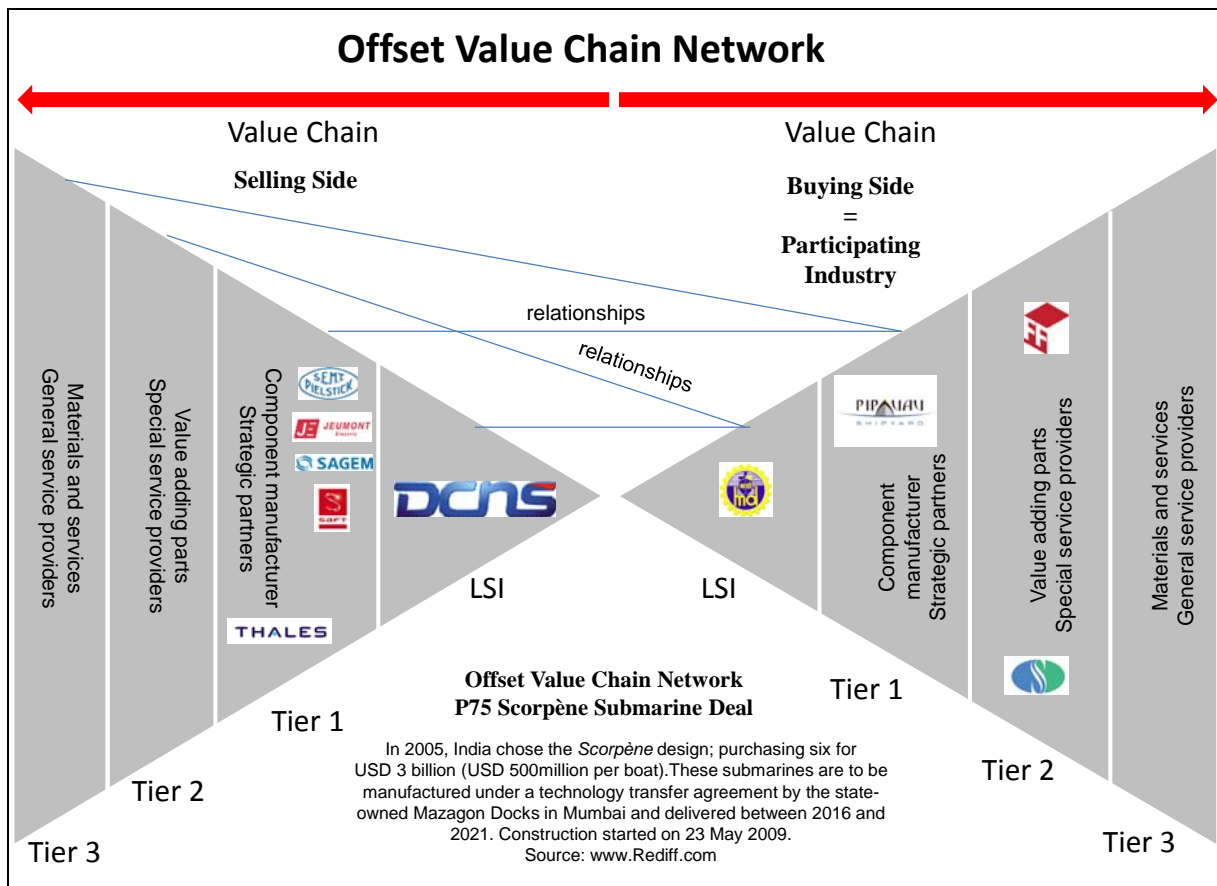 Offset Value Chain Network
Value Chain
Selling Side
Value Chain
Buying Side
=
Participating
Industry
relationships
relationships
Materials and services
General service providers
Value adding parts
Special service providers
Component manufacturer
Strategic partners
SEMT
PIELSTICK
JE JEUMONT
SAGEM
SAFT
THALES
DCNS
LSI
Tier 1
Tier 2
Tier 3
LSI
PIPAVAV
SHIPYARD
Component
manufacturer
Strategic partners
Value adding parts
Special service providers
Materials and services
General service providers
Tier 1
Tier 2
Tier 3
Offset Value Chain Network
P75 Scorpène Submarine Deal
In 2005, India chose the Scorpène design; purchasing six for
USD 3 billion (USD 500million per boat).These submarines are to be
manufactured under a technology transfer agreement by the state-
owned Mazagon Docks in Mumbai and delivered between 2016 and
2021. Construction started on 23 May 2009.
Source: www.Rediff.com